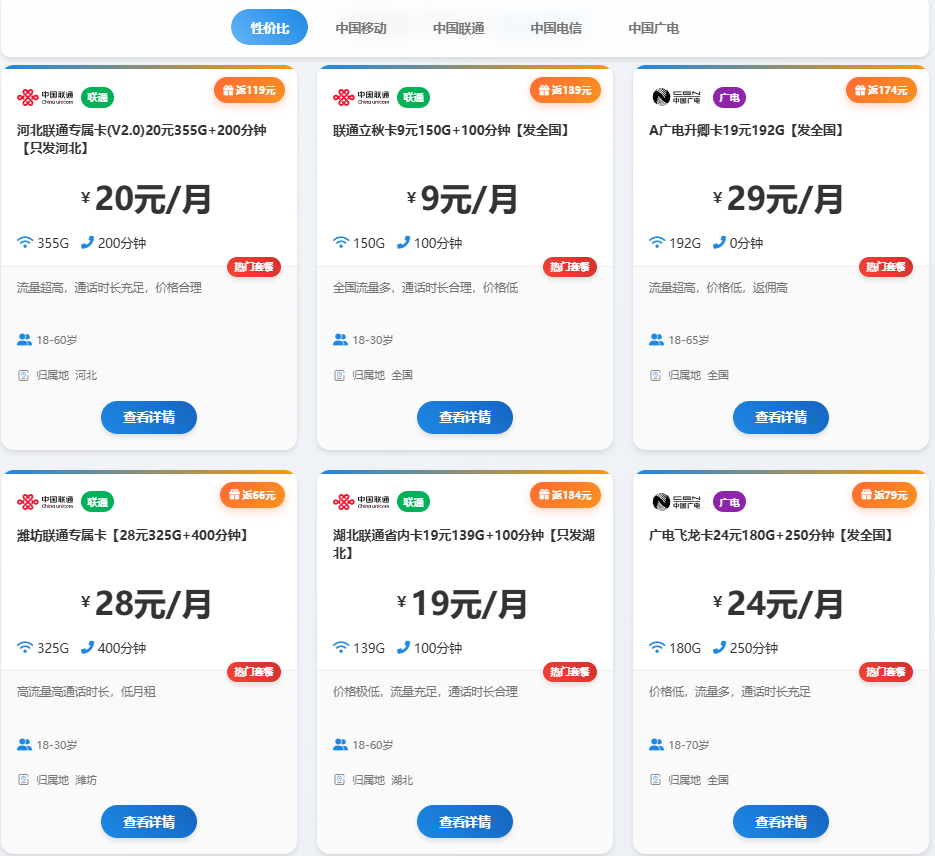 性价比 中国移动 中国联通 中国电信 中国广电
中国联通 China unicom 联通 返119元
河北联通专属卡(V2.0)20元355G+200分钟
【只发河北】
¥20元/月
355G 200分钟
热门套餐
流量超高，通话时长充足，价格合理
18-60岁
归属地 河北
查看详情
中国联通 China unicom 联通 返139元
联通立秋卡9元150G+100分钟【发全国】
¥9元/月
150G 100分钟
热门套餐
全国流量多，通话时长合理，价格低
18-30岁
归属地 全国
查看详情
CBN 中国广电 广电 返174元
A广电升卿卡19元192G【发全国】
¥29元/月
192G 0分钟
热门套餐
流量超高，价格低，返佣高
18-65岁
归属地 全国
查看详情
中国联通 China unicom 联通 返66元
潍坊联通专属卡【28元325G+400分钟】
¥28元/月
325G 400分钟
热门套餐
高流量高通话时长，低月租
18-30岁
归属地 潍坊
查看详情
中国联通 China unicom 联通 返134元
湖北联通省内卡19元139G+100分钟【只发湖
北】
¥19元/月
139G 100分钟
热门套餐
价格极低，流量充足，通话时长合理
18-60岁
归属地 湖北
查看详情
CBN 中国广电 广电 返79元
广电飞龙卡24元180G+250分钟【发全国】
¥24元/月
180G 250分钟
热门套餐
价格低，流量多，通话时长充足
18-70岁
归属地 全国
查看详情